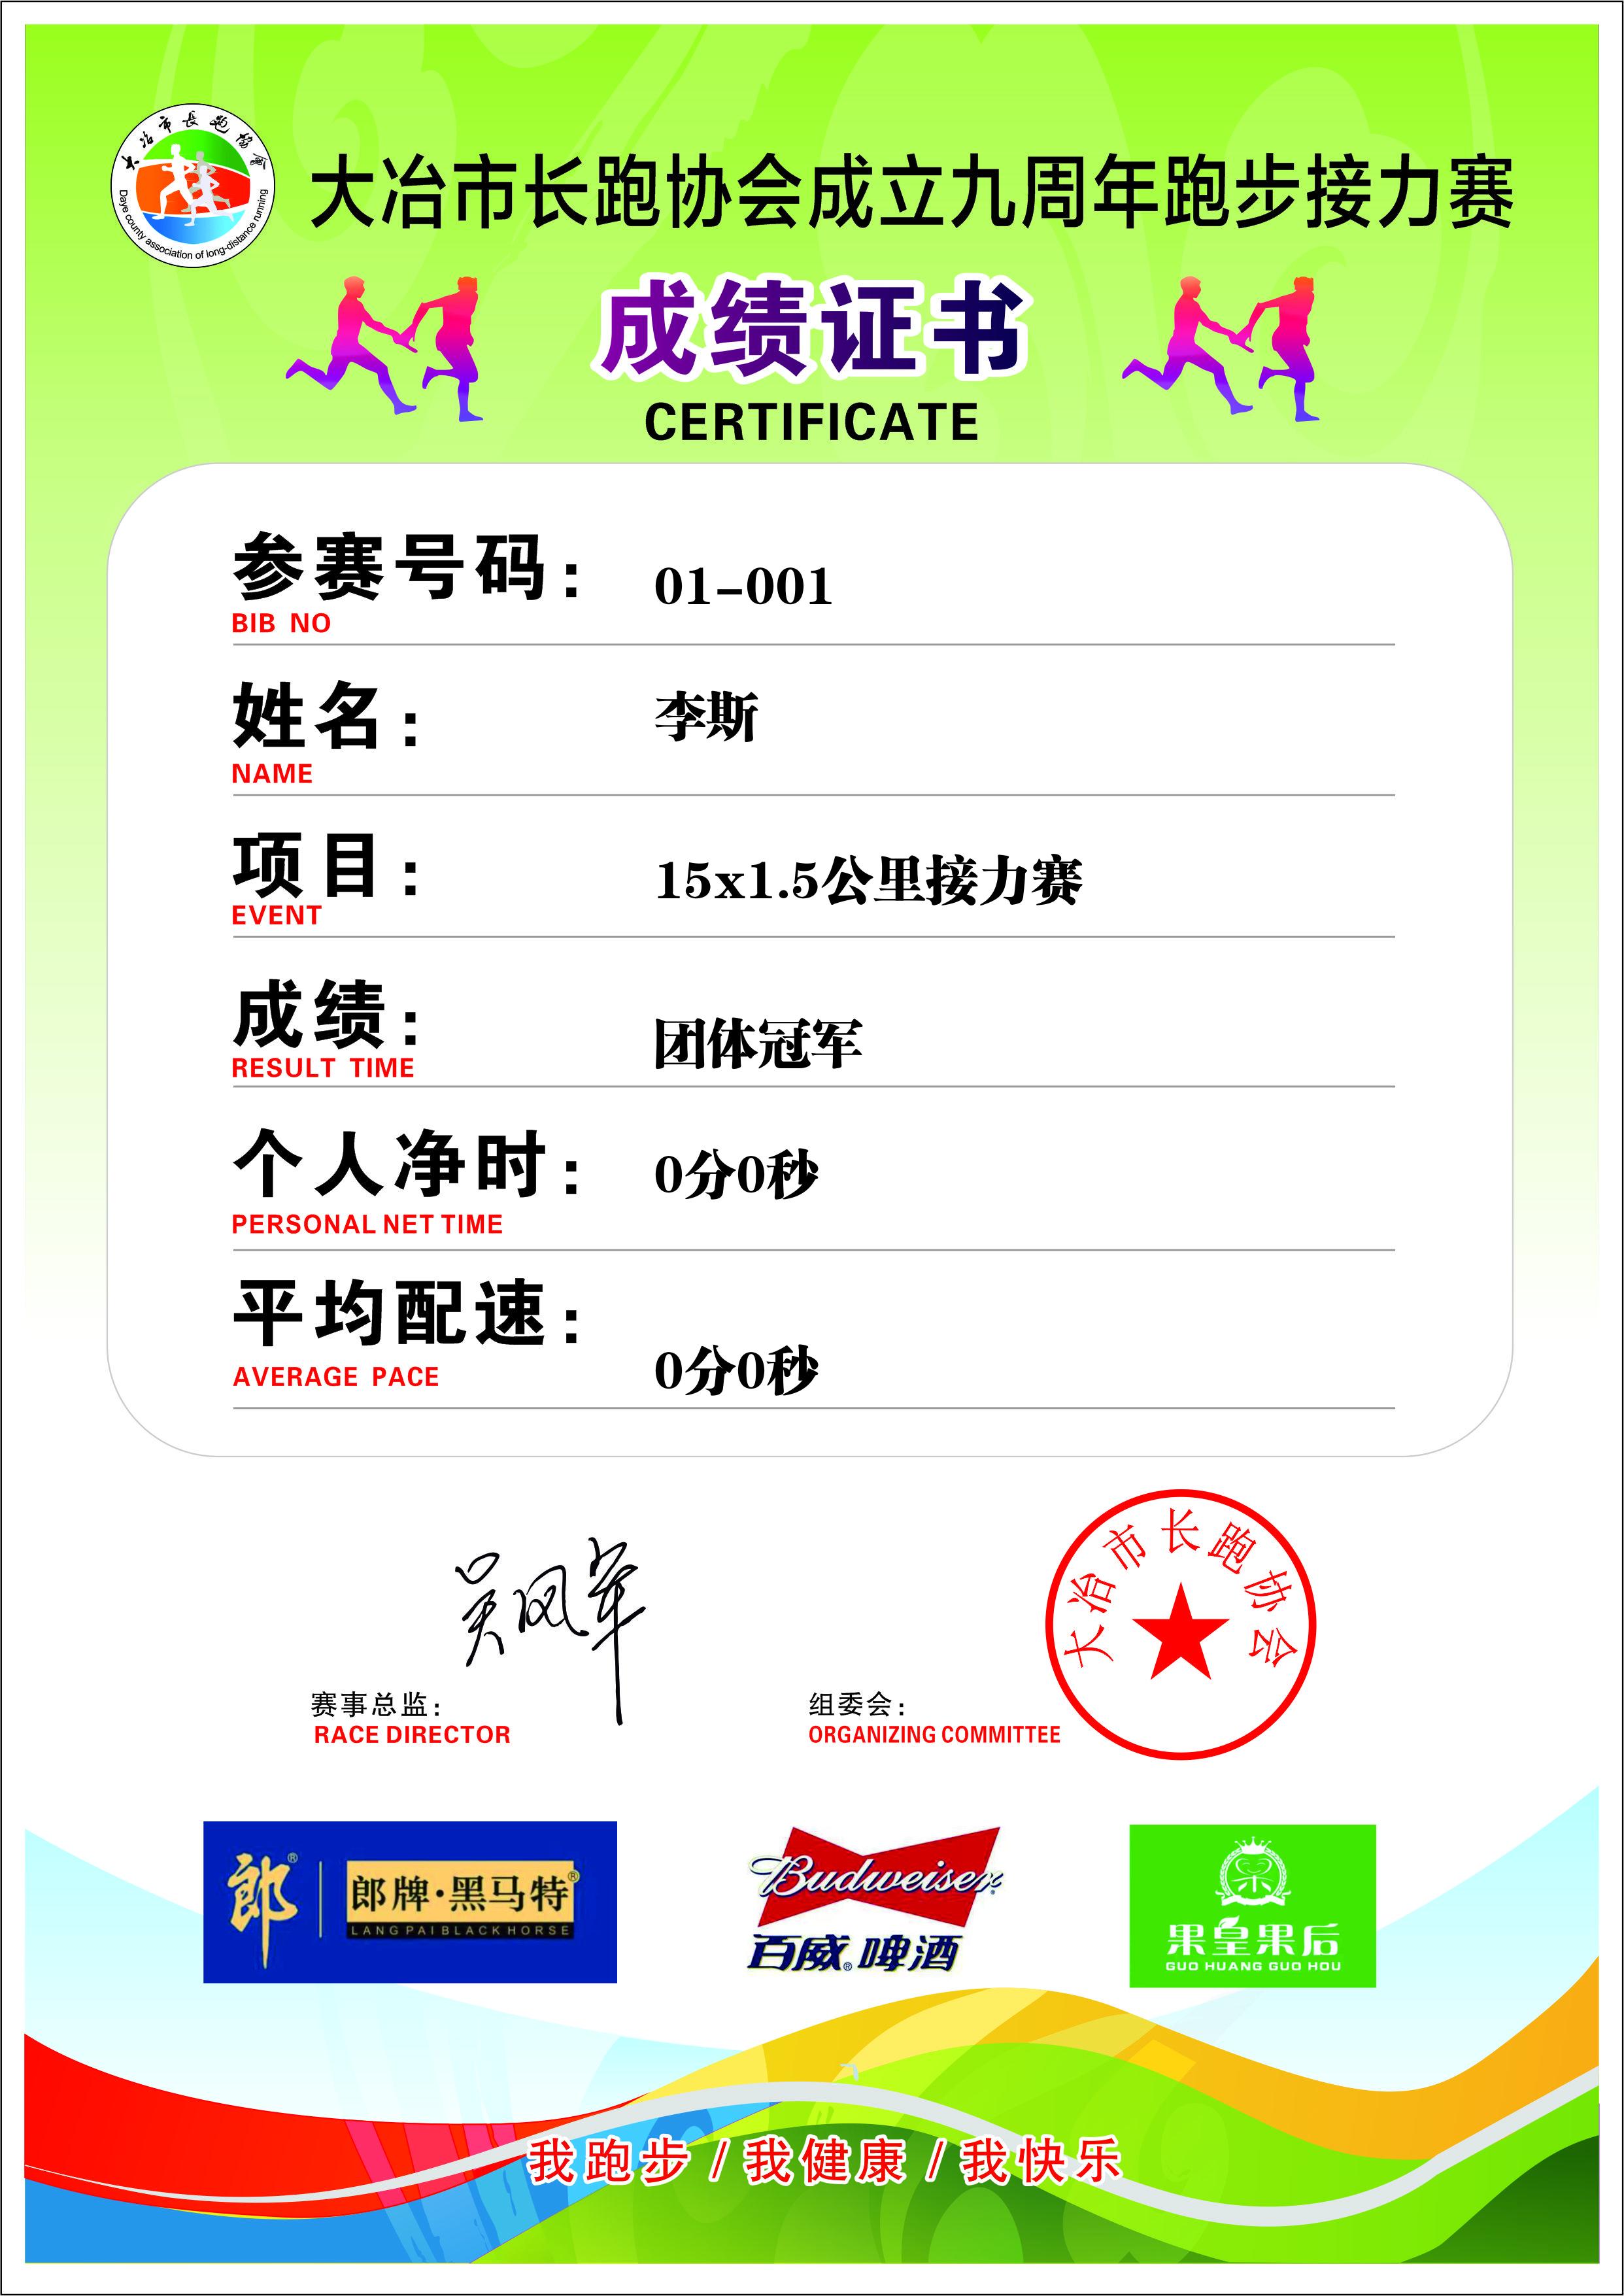 大冶市长跑协会
Daye county association of long-distance running
大冶市长跑协会成立九周年跑步接力赛
成绩证书
CERTIFICATE
参赛号码： 01-001
BIB NO
姓名： 李斯
NAME
项目： 15x1.5公里接力赛
EVENT
成绩： 团体冠军
RESULT TIME
个人净时： 0分0秒
PERSONAL NET TIME
平均配速： 0分0秒
AVERAGE PACE
吴凤军
大冶市长跑协会
赛事总监： 组委会：
RACE DIRECTOR ORGANIZING COMMITTEE
郎® 郎牌·黑马特®
LANG PAI BLACK HORSE
Budweiser®
百威®啤酒
果皇果后
GUO HUANG GUO HOU
我跑步 / 我健康 / 我快乐